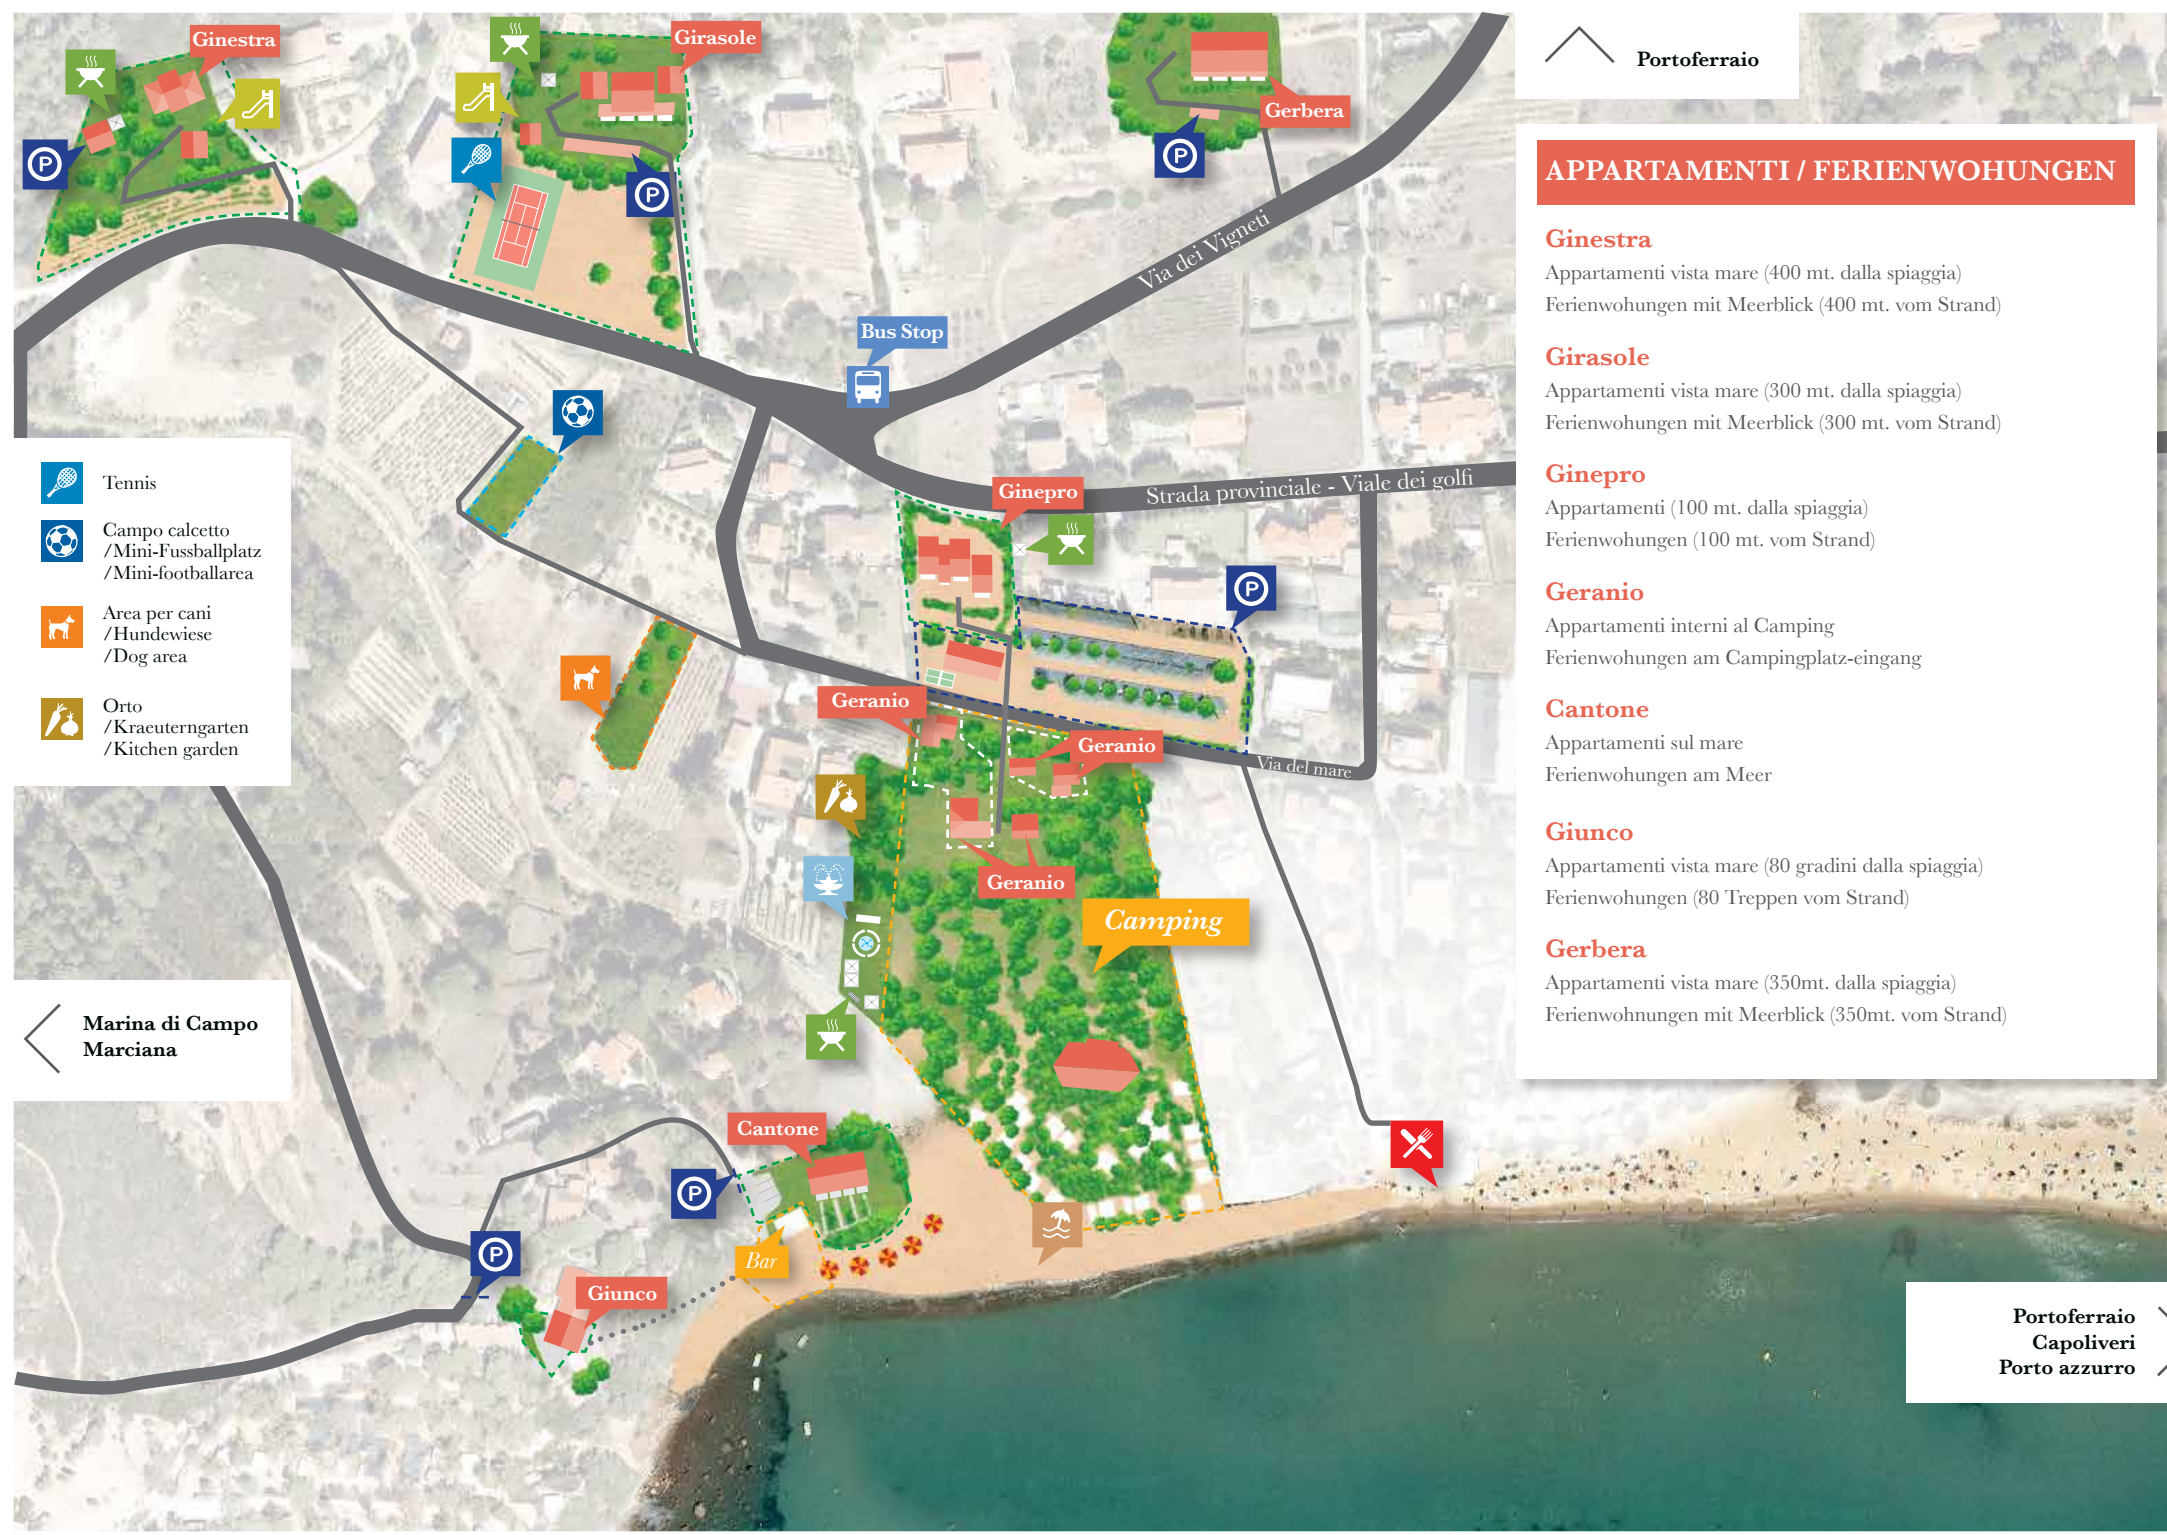 Ginestra
Girasole
Gerbera
Portoferraio
P
P
P
Via dei Vigneti
Bus Stop
APPARTAMENTI / FERIENWOHUNGEN
Ginestra
Appartamenti vista mare (400 mt. dalla spiaggia)
Ferienwohungen mit Meerblick (400 mt. vom Strand)
Girasole
Appartamenti vista mare (300 mt. dalla spiaggia)
Ferienwohungen mit Meerblick (300 mt. vom Strand)
Ginepro
Appartamenti (100 mt. dalla spiaggia)
Ferienwohungen (100 mt. vom Strand)
Geranio
Appartamenti interni al Camping
Ferienwohungen am Campingplatz-eingang
Cantone
Appartamenti sul mare
Ferienwohungen am Meer
Giunco
Appartamenti vista mare (80 gradini dalla spiaggia)
Ferienwohungen (80 Treppen vom Strand)
Gerbera
Appartamenti vista mare (350mt. dalla spiaggia)
Ferienwohnungen mit Meerblick (350mt. vom Strand)
Tennis
Campo calcetto
/Mini-Fussballplatz
/Mini-footballarea
Area per cani
/Hundewiese
/Dog area
Orto
/Kraeuterngarten
/Kitchen garden
Ginepro
Strada provinciale - Viale dei golfi
P
Geranio
Geranio
Via del mare
Geranio
Camping
Marina di Campo
Marciana
Cantone
P
Bar
P
Giunco
Portoferraio
Capoliveri
Porto azzurro